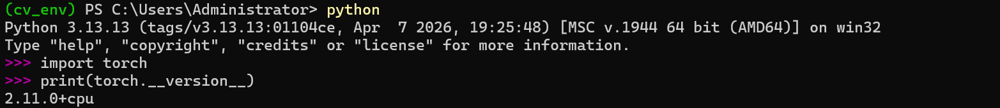 (cv_env) PS C:\Users\Administrator> python
Python 3.13.13 (tags/v3.13.13:01104ce, Apr  7 2026, 19:25:48) [MSC v.1944 64 bit (AMD64)] on win32
Type "help", "copyright", "credits" or "license" for more information.
>>> import torch
>>> print(torch.__version__)
2.11.0+cpu